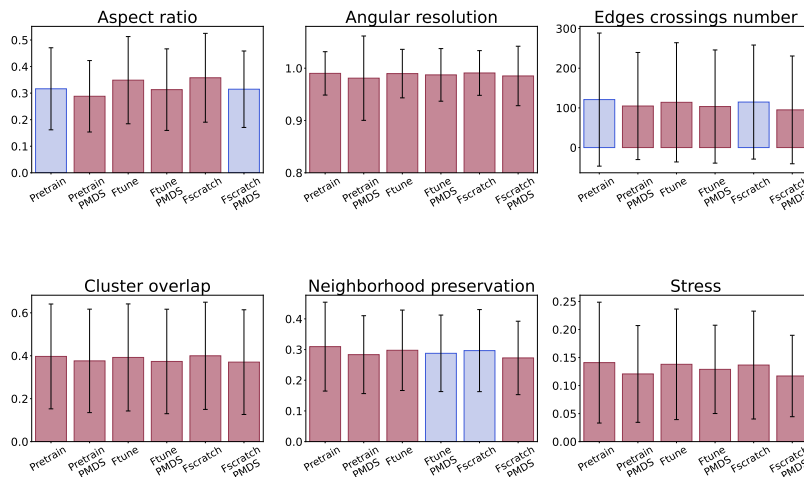 Aspect ratio
0.5
0.4
0.3
0.2
0.1
0.0
Pretrain
Pretrain
PMDS
Ftune
Ftune
PMDS
Fscratch
Fscratch
PMDS
Angular resolution
1.0
0.9
0.8
Pretrain
Pretrain
PMDS
Ftune
Ftune
PMDS
Fscratch
Fscratch
PMDS
Edges crossings number
300
200
100
0
Pretrain
Pretrain
PMDS
Ftune
Ftune
PMDS
Fscratch
Fscratch
PMDS
Cluster overlap
0.6
0.4
0.2
0.0
Pretrain
Pretrain
PMDS
Ftune
Ftune
PMDS
Fscratch
Fscratch
PMDS
Neighborhood preservation
0.4
0.3
0.2
0.1
0.0
Pretrain
Pretrain
PMDS
Ftune
Ftune
PMDS
Fscratch
Fscratch
PMDS
Stress
0.25
0.20
0.15
0.10
0.05
0.00
Pretrain
Pretrain
PMDS
Ftune
Ftune
PMDS
Fscratch
Fscratch
PMDS